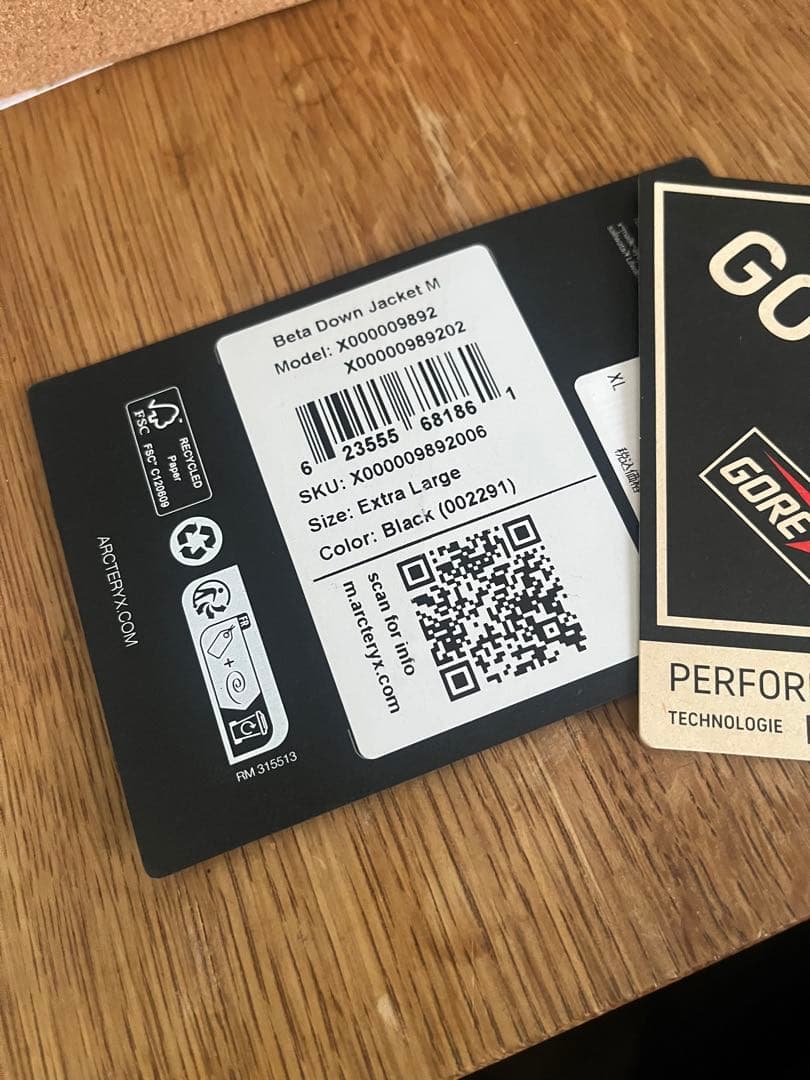 Beta Down Jacket M
Model: X000009892
X00000989202
6 23555 68186 1
SKU: X000009892006
Size: Extra Large
Color: Black (002291)
scan for info
m.arcteryx.com
FSC
RECYCLED
Paper
FSC® C120609
FR
+
RM 315513
ARCTERYX.COM
XL
GO
GORE
PERFOR
TECHNOLOGIE